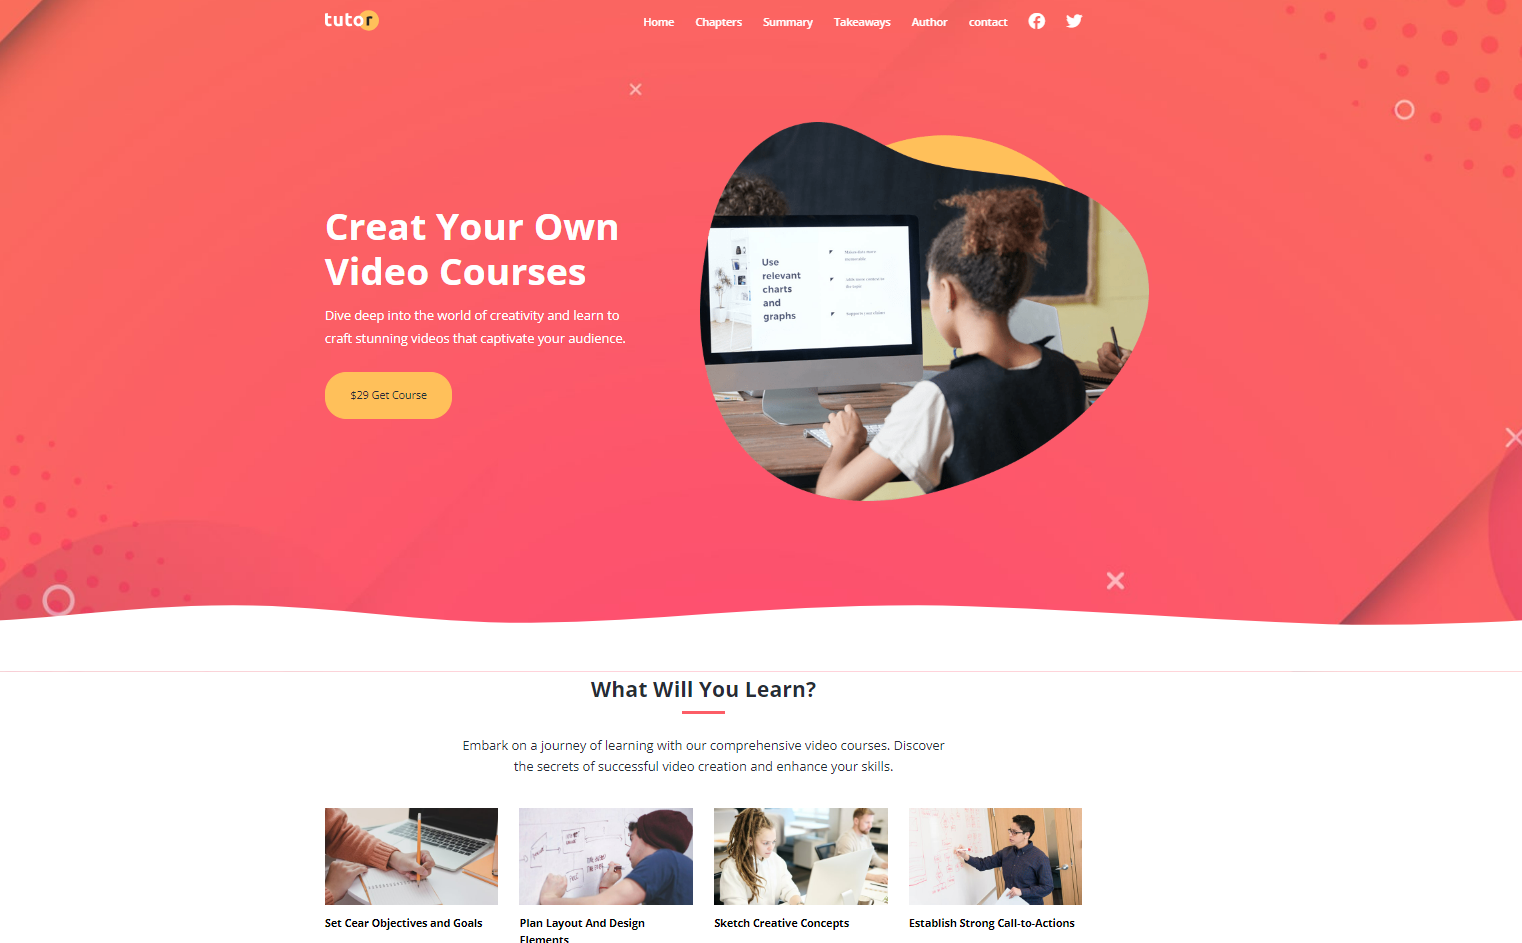 tutor
Home Chapters Summary Takeaways Author contact
Creat Your Own
Video Courses
Dive deep into the world of creativity and learn to
craft stunning videos that captivate your audience.
$29 Get Course
Use
relevant
charts
and
graphs
What Will You Learn?
Embark on a journey of learning with our comprehensive video courses. Discover
the secrets of successful video creation and enhance your skills.
Set Cear Objectives and Goals
Plan Layout And Design
Elements
Sketch Creative Concepts
Establish Strong Call-to-Actions